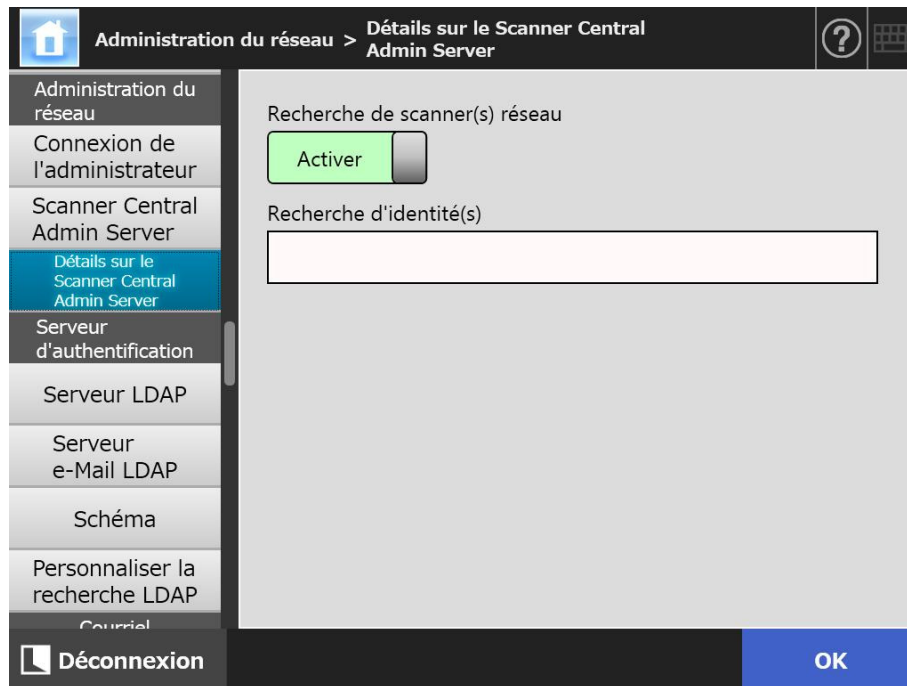 Administration du réseau >
Détails sur le Scanner Central
Admin Server
?
Administration du
réseau
Connexion de
l'administrateur
Scanner Central
Admin Server
Détails sur le
Scanner Central
Admin Server
Serveur
d'authentification
Serveur LDAP
Serveur
e-Mail LDAP
Schéma
Personnaliser la
recherche LDAP
Courriel
Recherche de scanner(s) réseau
Activer
Recherche d'identité(s)
Déconnexion
OK